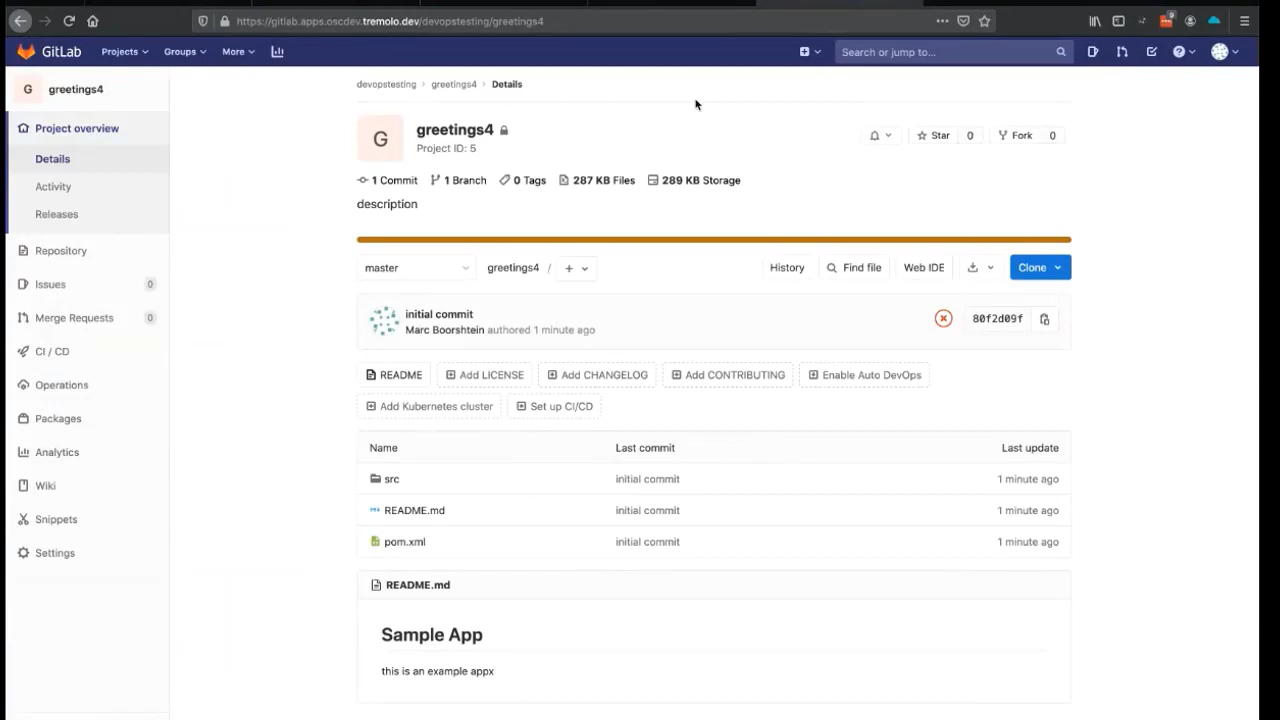 https://gitlab.apps.oscdev.tremolo.dev/devopstesting/greetings4
9
GitLab Projects Groups More Search or jump to...
G greetings4
Project overview
Details
Activity
Releases
Repository
Issues 0
Merge Requests 0
CI / CD
Operations
Packages
Analytics
Wiki
Snippets
Settings
devopstesting > greetings4 > Details
G
greetings4
Project ID: 5
Star 0 Fork 0
1 Commit 1 Branch 0 Tags 287 KB Files 289 KB Storage
description
master greetings4 / + History Find file Web IDE Clone
initial commit
Marc Boorshtein authored 1 minute ago
80f2d09f
README Add LICENSE Add CHANGELOG Add CONTRIBUTING Enable Auto DevOps
Add Kubernetes cluster Set up CI/CD
Name Last commit Last update
src initial commit 1 minute ago
README.md initial commit 1 minute ago
pom.xml initial commit 1 minute ago
README.md
Sample App
this is an example appx